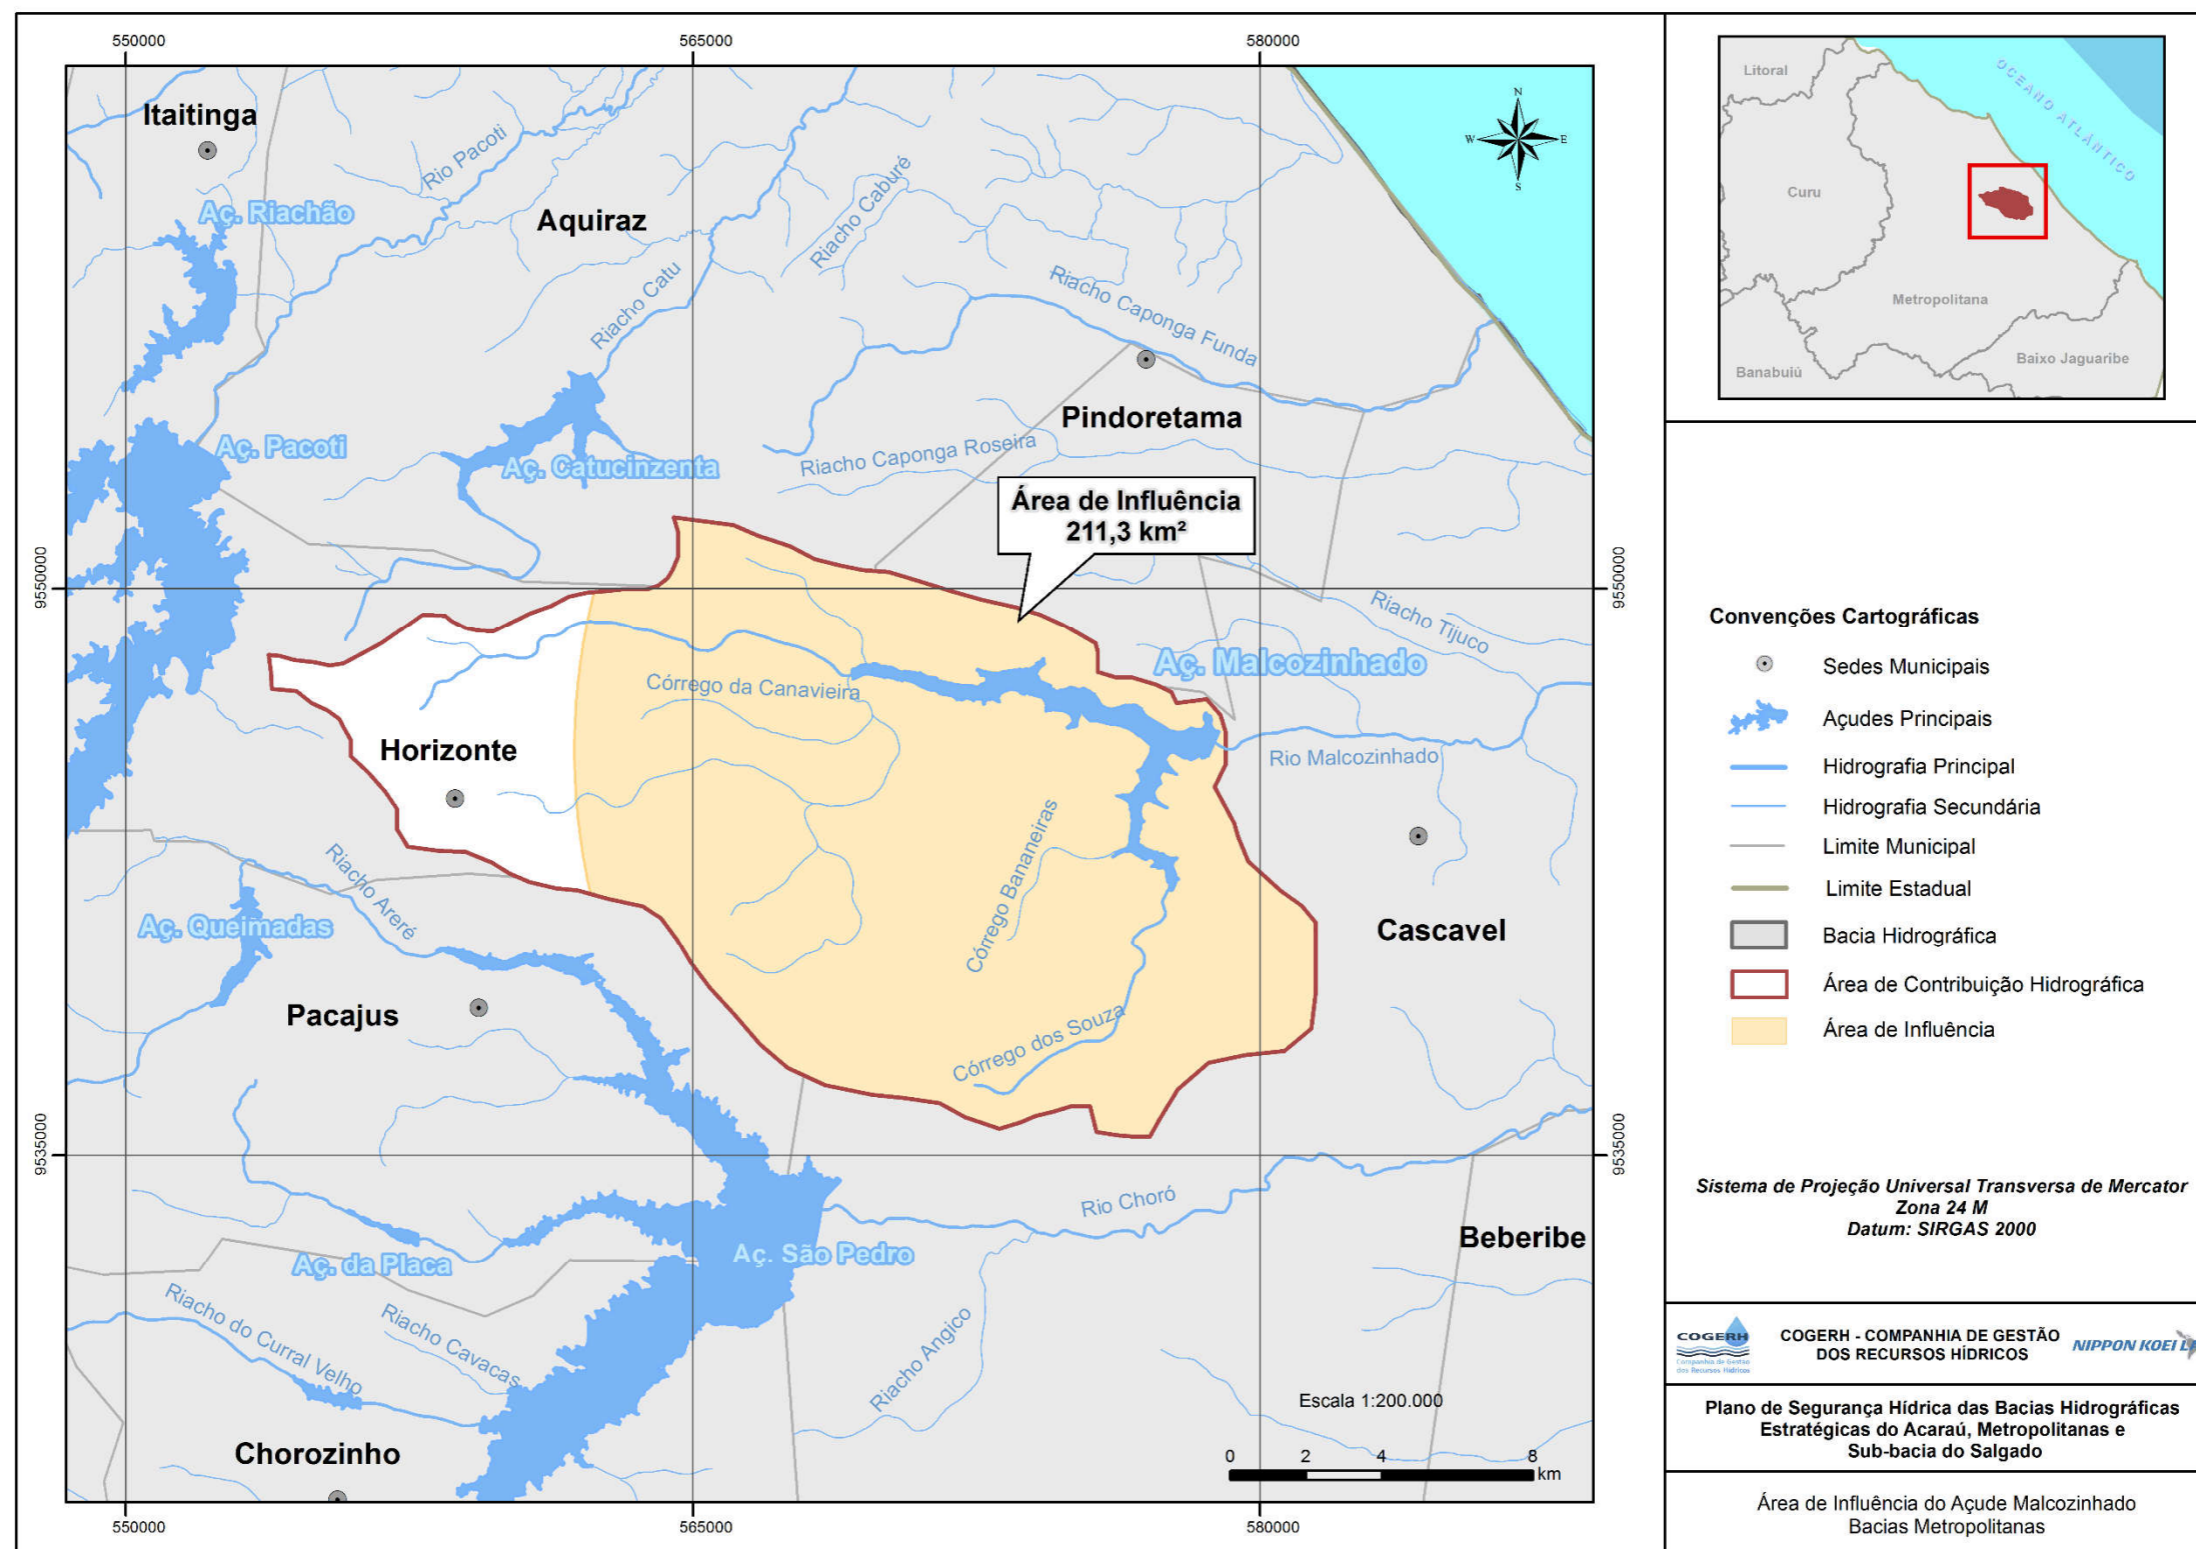 550000
565000
580000
Itaitinga
Rio Pacoti
Aç. Riachão
Aquiraz
Riacho Caburé
Riacho Catu
Riacho Caponga Funda
N
W
E
S
Pindoretama
Aç. Pacoti
Aç. Catucinzenta
Riacho Caponga Roseira
Área de Influência
211,3 km²
9550000
9550000
Riacho Tijuco
Aç. Malcozinhado
Córrego da Canavieira
Horizonte
Rio Malcozinhado
Córrego Bananeiras
Riacho Areré
Aç. Queimadas
Cascavel
Pacajus
Córrego dos Souza
9535000
9535000
Rio Choró
Beberibe
Aç. da Placa
Aç. São Pedro
Riacho do Curral Velho
Riacho Cavacas
Riacho Angico
Chorozinho
Escala 1:200.000
0
2
4
8
km
550000
565000
580000
Litoral
OCEANO ATLÂNTICO
Curu
Metropolitana
Baixo Jaguaribe
Banabuiú
Convenções Cartográficas
Sedes Municipais
Açudes Principais
Hidrografia Principal
Hidrografia Secundária
Limite Municipal
Limite Estadual
Bacia Hidrográfica
Área de Contribuição Hidrográfica
Área de Influência
Sistema de Projeção Universal Transversa de Mercator
Zona 24 M
Datum: SIRGAS 2000
COGERH
Companhia de Gestão
dos Recursos Hídricos
COGERH - COMPANHIA DE GESTÃO
DOS RECURSOS HÍDRICOS
NIPPON KOEI
Plano de Segurança Hídrica das Bacias Hidrográficas
Estratégicas do Acaraú, Metropolitanas e
Sub-bacia do Salgado
Área de Influência do Açude Malcozinhado
Bacias Metropolitanas